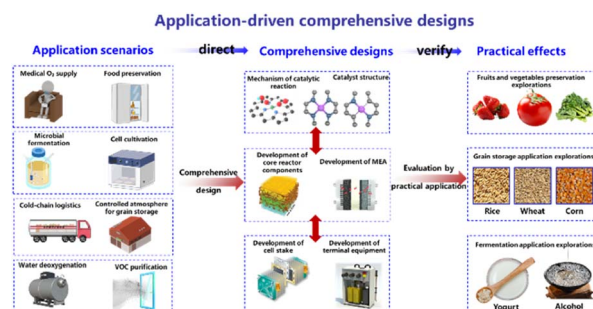 Application-driven comprehensive designs
Application scenarios
direct
Comprehensive designs
verify
Practical effects
Medical O₂ supply
Food preservation
Microbial
fermentation
Cell cultivation
Cold-chain logistics
Controlled atmosphere
for grain storage
Water deoxygenation
VOC purification
Comprehensive
design
Mechanism of catalytic
reaction
Catalyst structure
Development of
core reactor
components
Development of MEA
Development of
cell stake
Development of
terminal equipment
Evaluation by
practical application
Fruits and vegetables preservation
explorations
Grain storage application explorations
Rice
Wheat
Corn
Fermentation application explorations
Yogurt
Alcohol